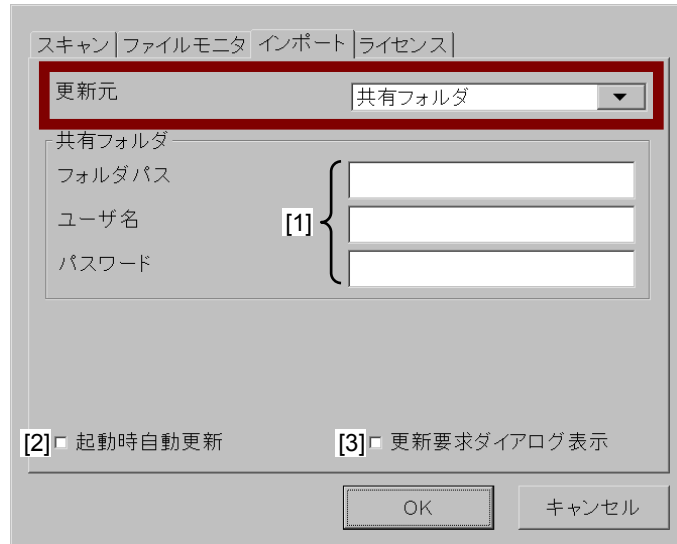 スキャン ファイルモニタ インポート ライセンス
更新元 共有フォルダ
共有フォルダ
フォルダパス
ユーザ名 [1]
パスワード
[2] 起動時自動更新 [3] 更新要求ダイアログ表示
OK キャンセル